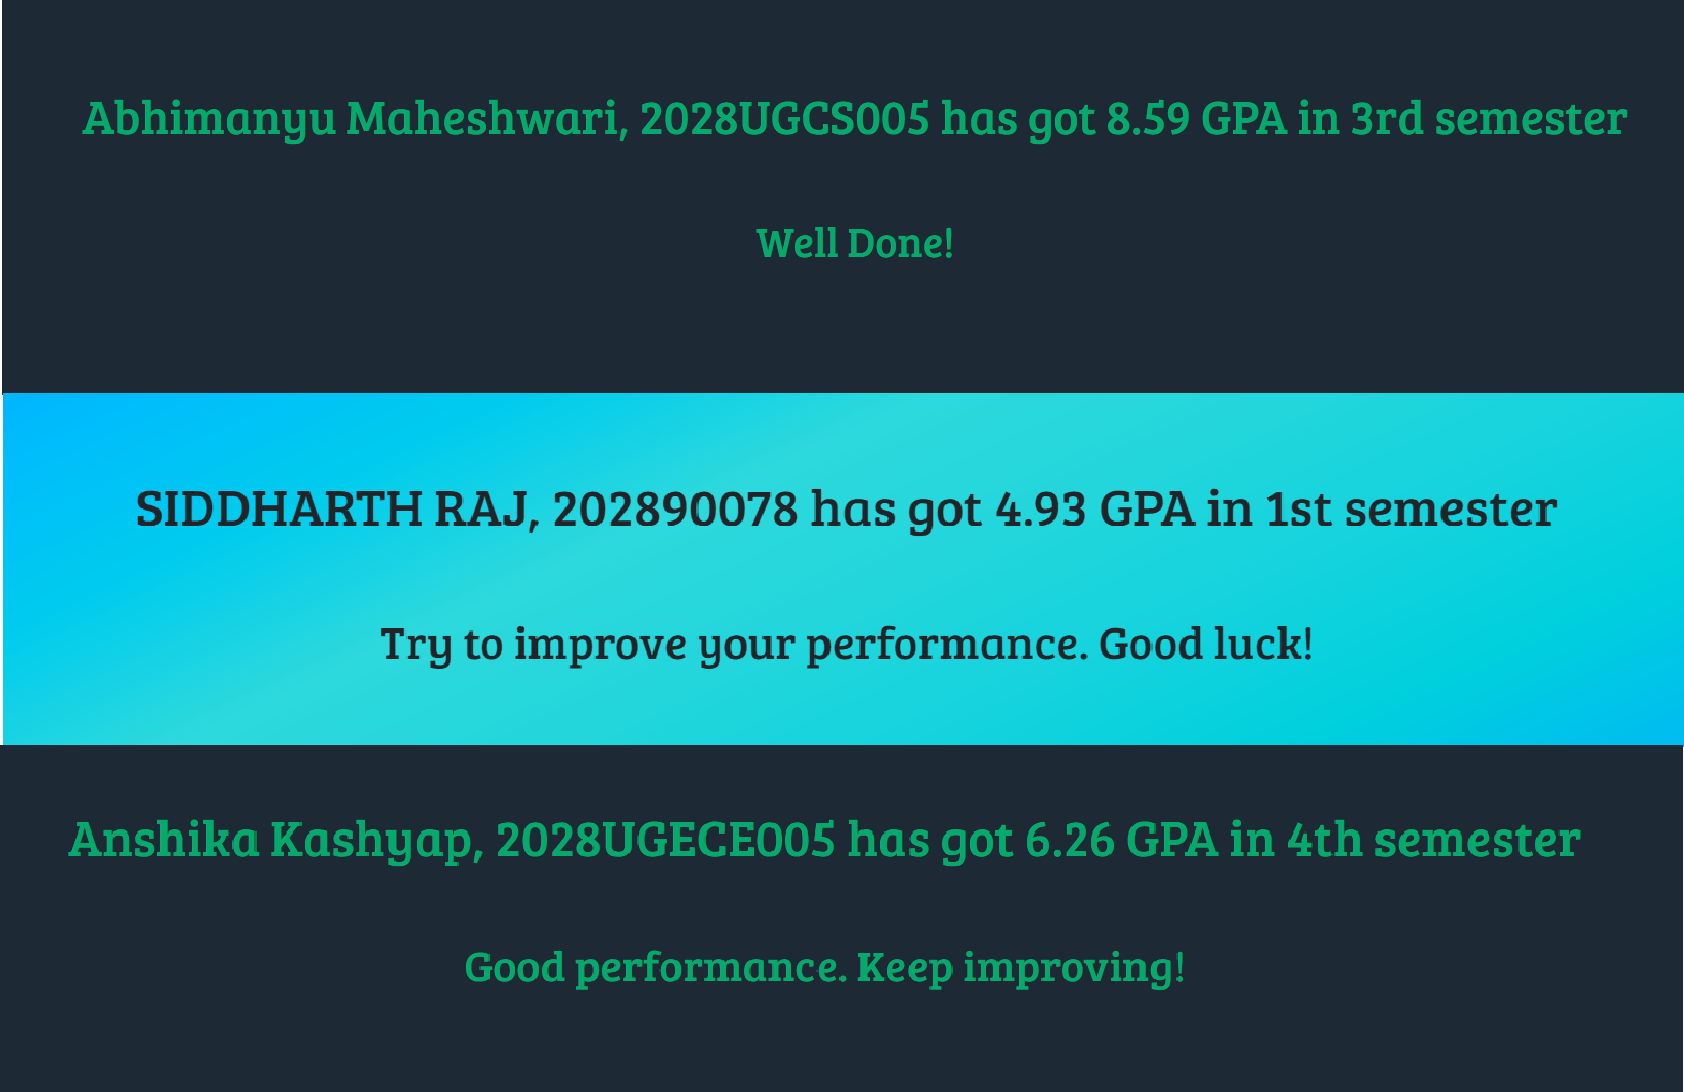 Abhimanyu Maheshwari, 2028UGCS005 has got 8.59 GPA in 3rd semester
Well Done!
SIDDHARTH RAJ, 202890078 has got 4.93 GPA in 1st semester
Try to improve your performance. Good luck!
Anshika Kashyap, 2028UGECE005 has got 6.26 GPA in 4th semester
Good performance. Keep improving!